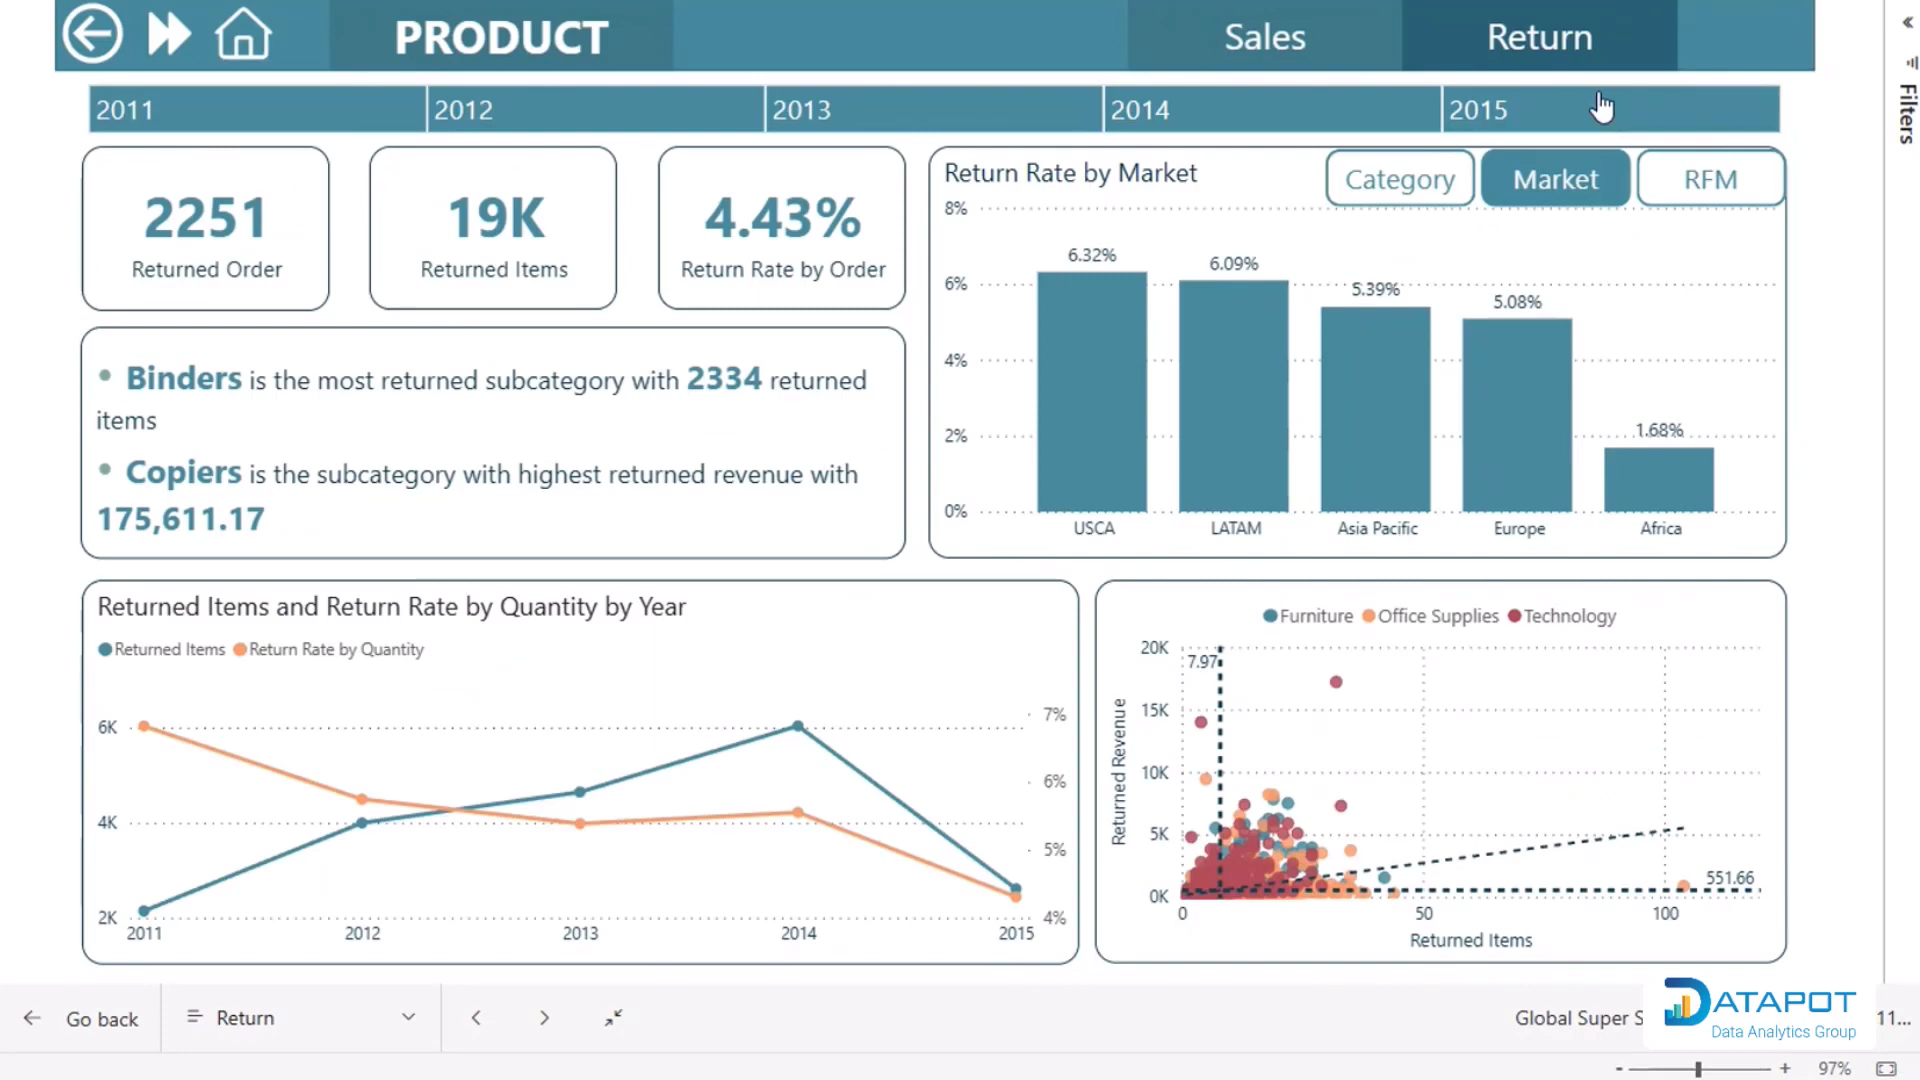 PRODUCT
Sales
Return
2011
2012
2013
2014
2015
Filters
2251
Returned Order
19K
Returned Items
4.43%
Return Rate by Order
Return Rate by Market
Category
Market
RFM
8%
6%
4%
2%
0%
6.32%
6.09%
5.39%
5.08%
1.68%
USCA
LATAM
Asia Pacific
Europe
Africa
• Binders is the most returned subcategory with 2334 returned
items
• Copiers is the subcategory with highest returned revenue with
175,611.17
Returned Items and Return Rate by Quantity by Year
Returned Items
Return Rate by Quantity
6K
4K
2K
7%
6%
5%
4%
2011
2012
2013
2014
2015
Furniture
Office Supplies
Technology
Returned Revenue
20K
15K
10K
5K
0K
7.97
551.66
0
50
100
Returned Items
Go back
Return
Global Super S
DATAPOT
Data Analytics Group
11...
- + 97%